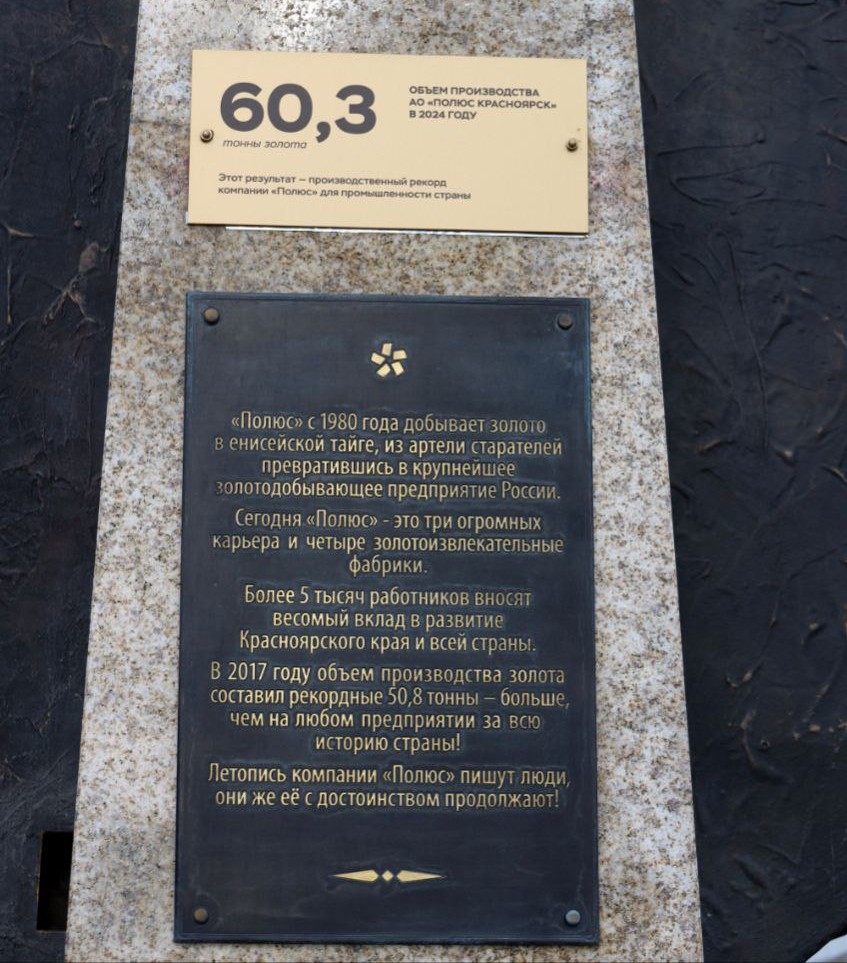 60,3
тонны золота
ОБЪЕМ ПРОИЗВОДСТВА
АО «ПОЛЮС КРАСНОЯРСК»
В 2024 ГОДУ
Этот результат – производственный рекорд
компании «Полюс» для промышленности страны
«Полюс» с 1980 года добывает золото
в енисейской тайге, из артели старателей
превратившись в крупнейшее
золотодобывающее предприятие России.
Сегодня «Полюс» - это три огромных
карьера и четыре золотоизвлекательные
фабрики.
Более 5 тысяч работников вносят
весомый вклад в развитие
Красноярского края и всей страны.
В 2017 году объем производства золота
составил рекордные 50,8 тонны – больше,
чем на любом предприятии за всю
историю страны!
Летопись компании «Полюс» пишут люди,
они же её с достоинством продолжают!